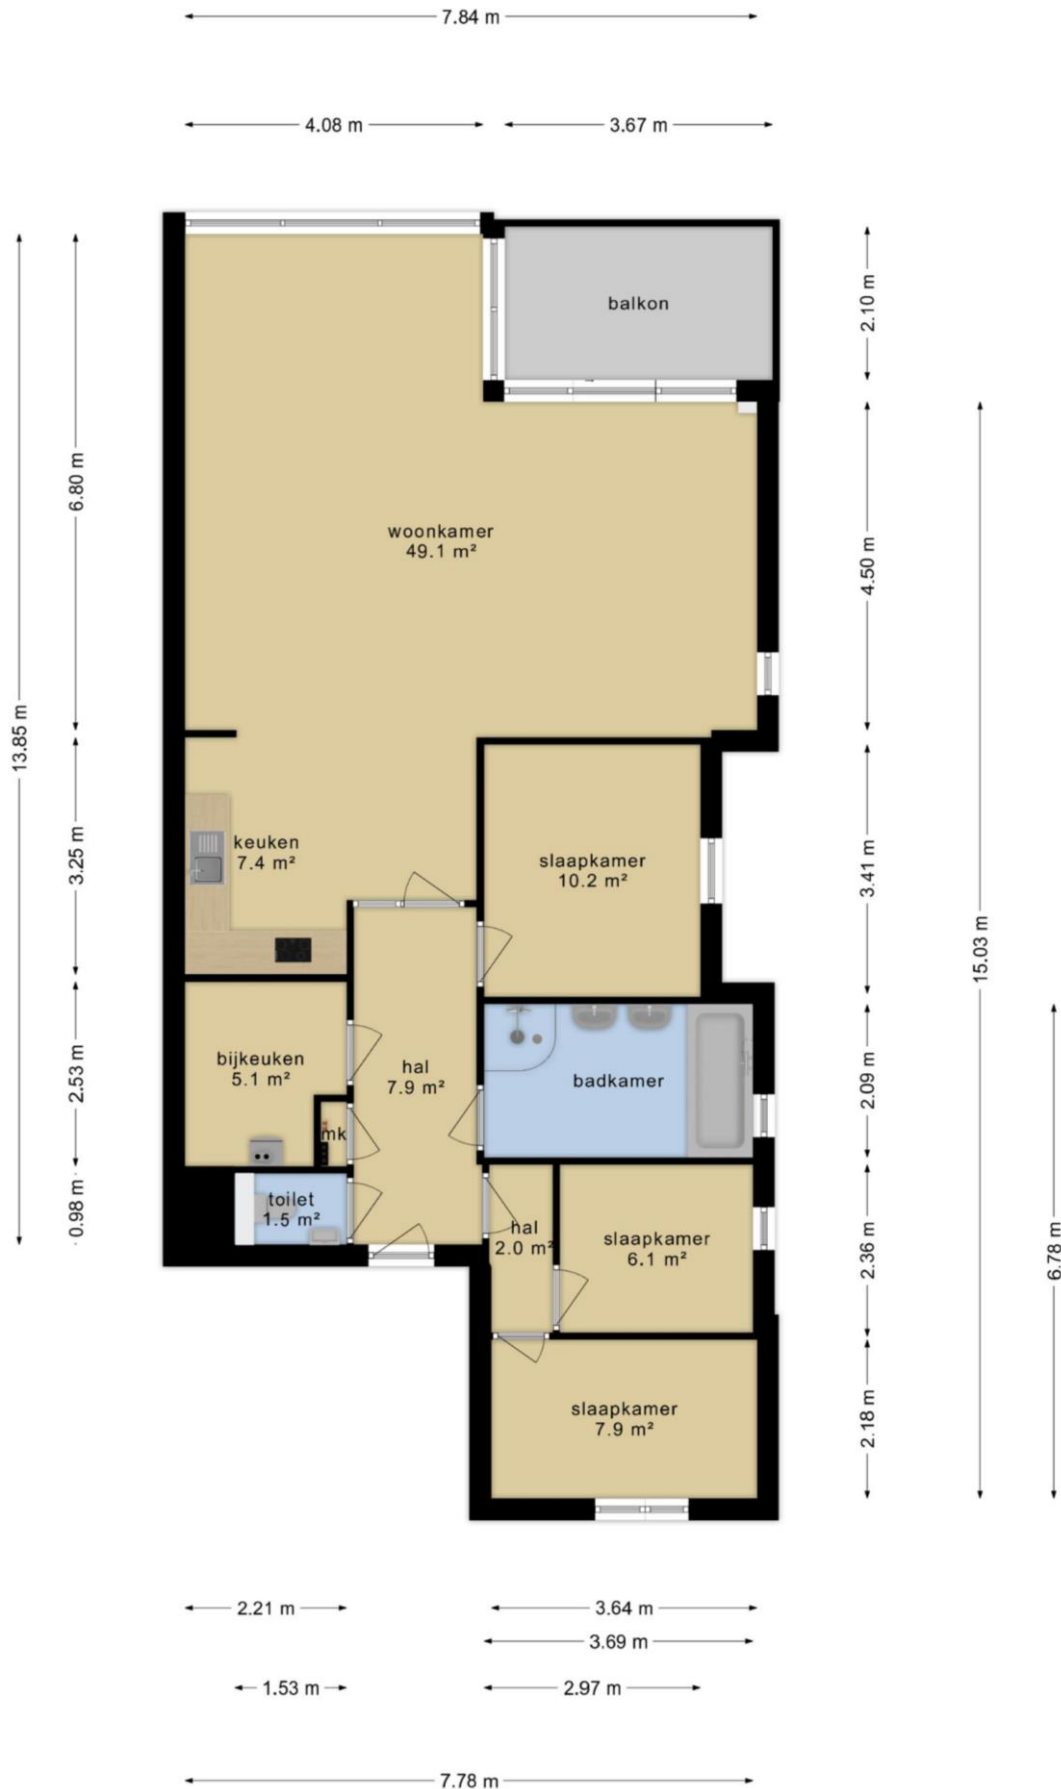 7.84 m
4.08 m
3.67 m
balkon
2.10 m
6.80 m
woonkamer
49.1 m²
4.50 m
13.85 m
keuken
7.4 m²
3.25 m
slaapkamer
10.2 m²
3.41 m
15.03 m
bijkeuken
5.1 m²
2.53 m
hal
7.9 m²
badkamer
2.09 m
mk
toilet
1.5 m²
0.98 m
hal
2.0 m²
slaapkamer
6.1 m²
2.36 m
6.78 m
slaapkamer
7.9 m²
2.18 m
2.21 m
3.64 m
3.69 m
1.53 m
2.97 m
7.78 m